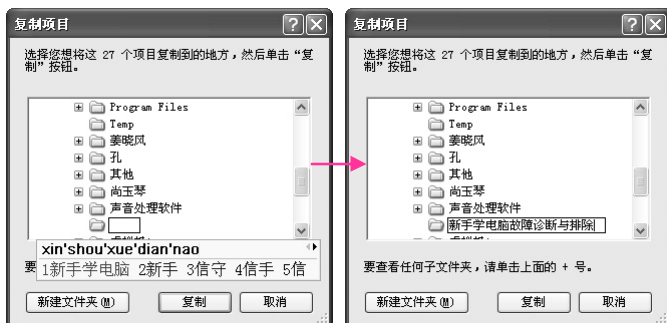 复制项目
选择您想将这 27 个项目复制到的地方，然后单击“复
制”按钮。
Program Files
Temp
姜晓风
孔
其他
尚玉琴
声音处理软件
xin'shou'xue'dian'nao
1新手学电脑 2新手 3信守 4信手 5信
要
新建文件夹(M)
复制
取消
复制项目
选择您想将这 27 个项目复制到的地方，然后单击“复
制”按钮。
Program Files
Temp
姜晓风
孔
其他
尚玉琴
声音处理软件
新手学电脑故障诊断与排除
要查看任何子文件夹，请单击上面的 + 号。
新建文件夹(M)
复制
取消